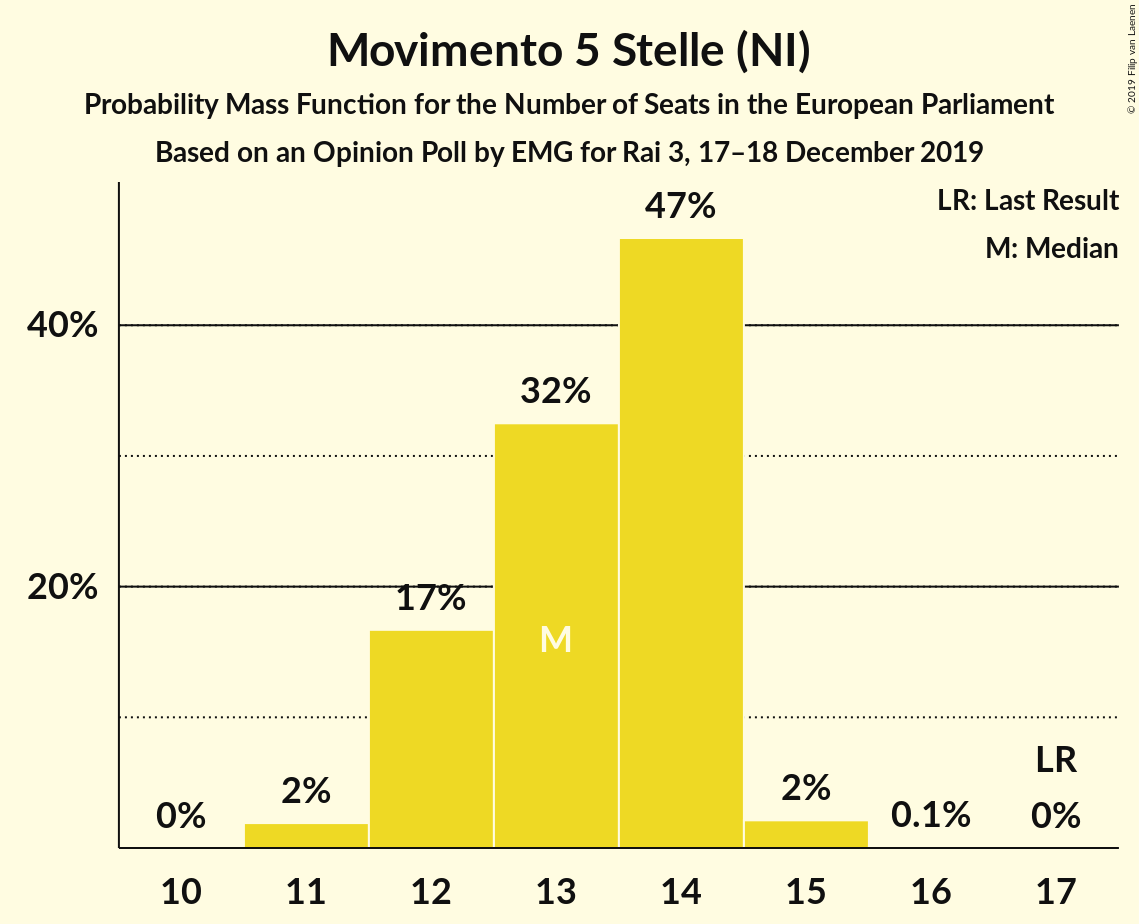 Movimento 5 Stelle (NI)
Probability Mass Function for the Number of Seats in the European Parliament
Based on an Opinion Poll by EMG for Rai 3, 17–18 December 2019
© 2019 Filip van Laenen
LR: Last Result
M: Median
40%
20%
0%
2%
17%
32%
M
47%
2%
0.1%
LR
0%
10 11 12 13 14 15 16 17